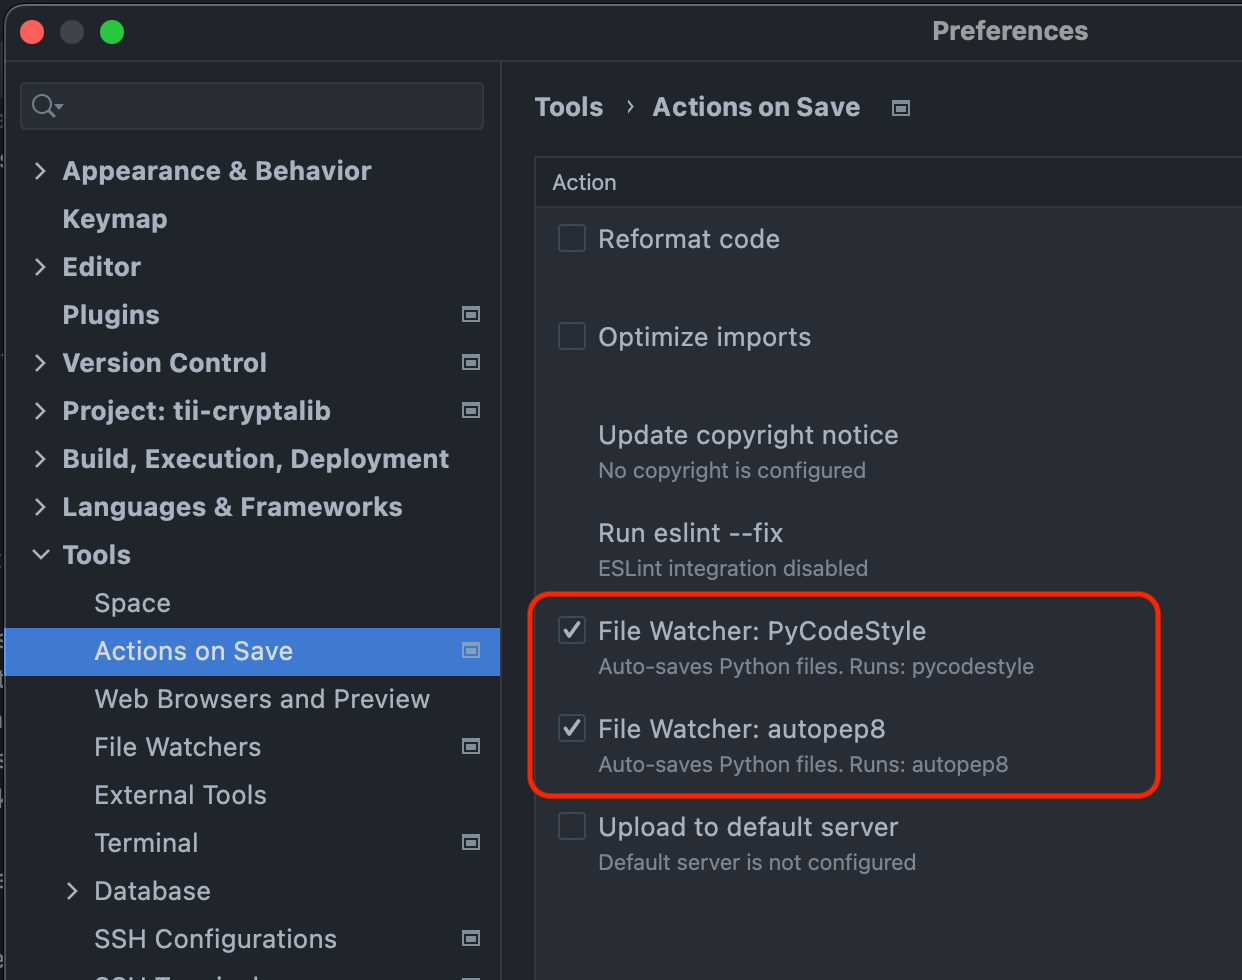 Preferences
Tools › Actions on Save
Appearance & Behavior
Keymap
Editor
Plugins
Version Control
Project: tii-cryptalib
Build, Execution, Deployment
Languages & Frameworks
Tools
Space
Actions on Save
Web Browsers and Preview
File Watchers
External Tools
Terminal
Database
SSH Configurations
Action
Reformat code
Optimize imports
Update copyright notice
No copyright is configured
Run eslint --fix
ESLint integration disabled
File Watcher: PyCodeStyle
Auto-saves Python files. Runs: pycodestyle
File Watcher: autopep8
Auto-saves Python files. Runs: autopep8
Upload to default server
Default server is not configured